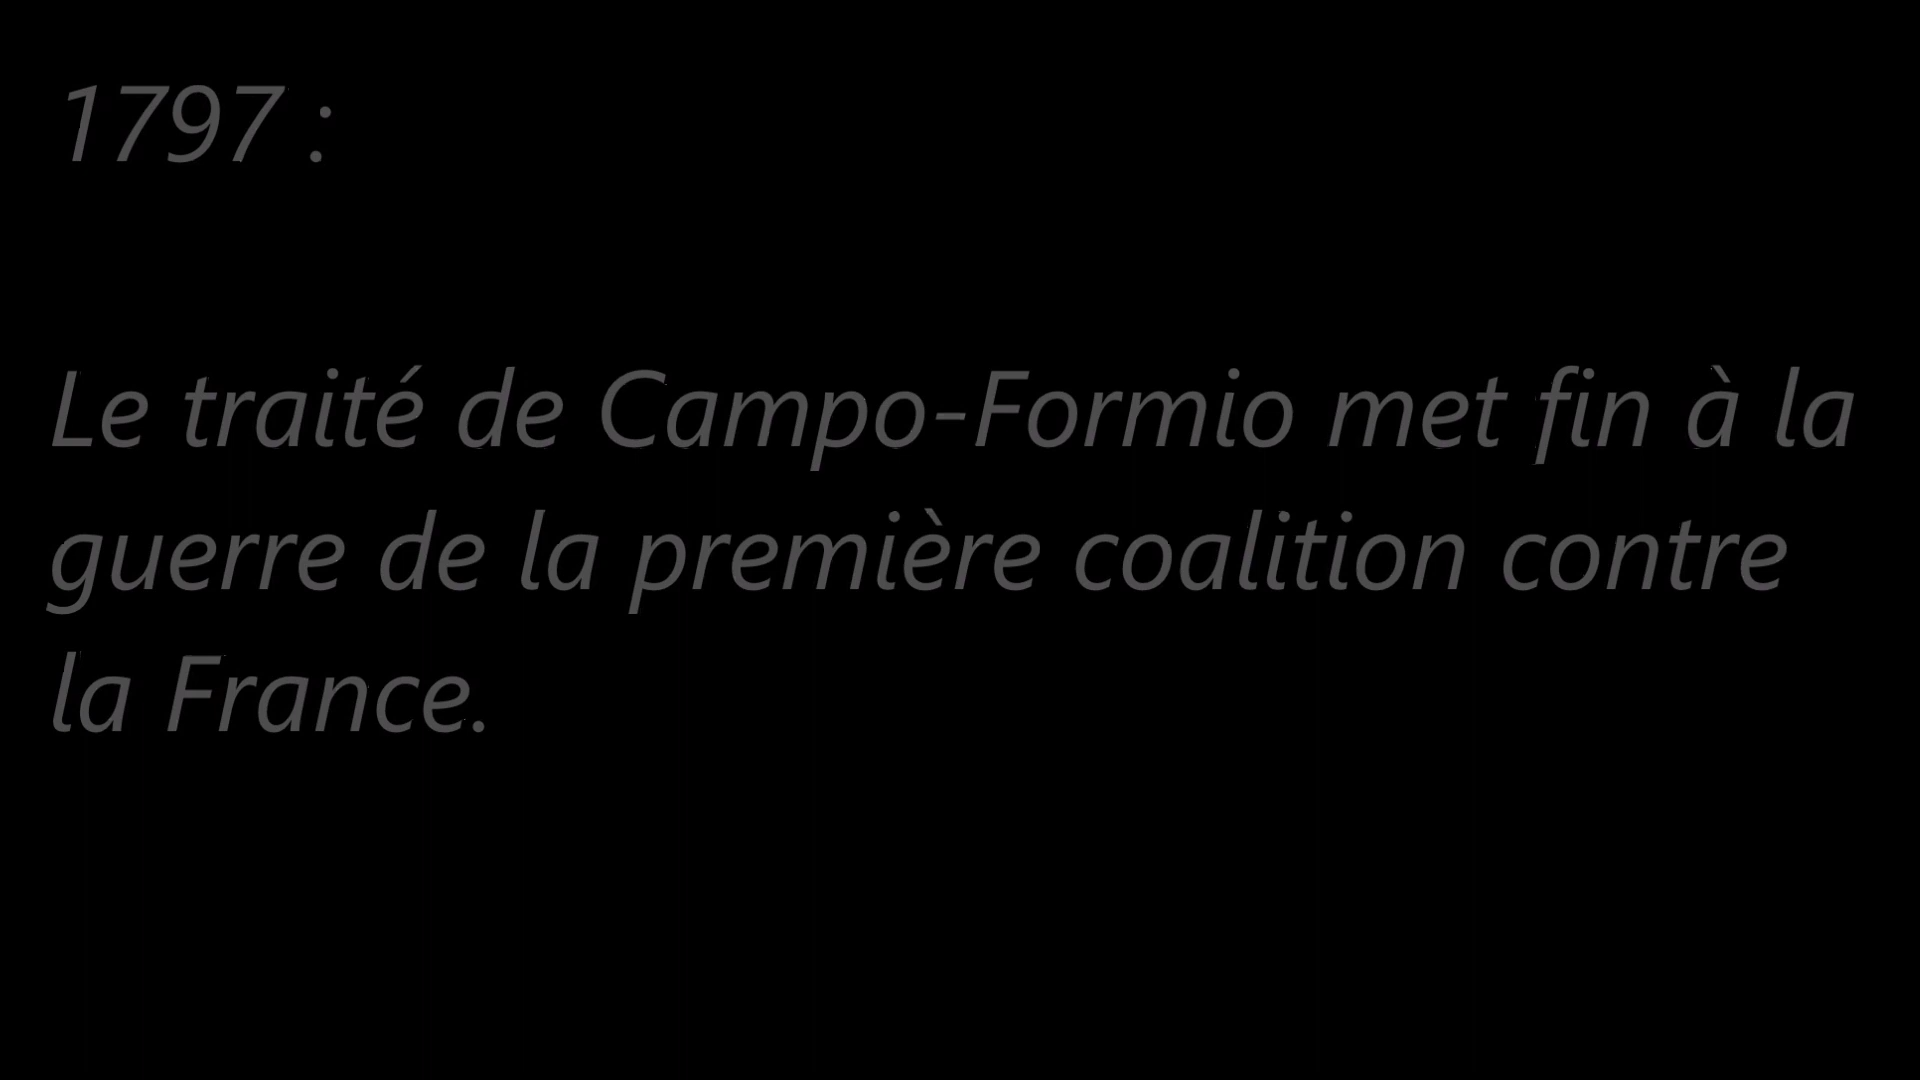 1797 :
Le traité de Campo-Formio met fin à la
guerre de la première coalition contre
la France.